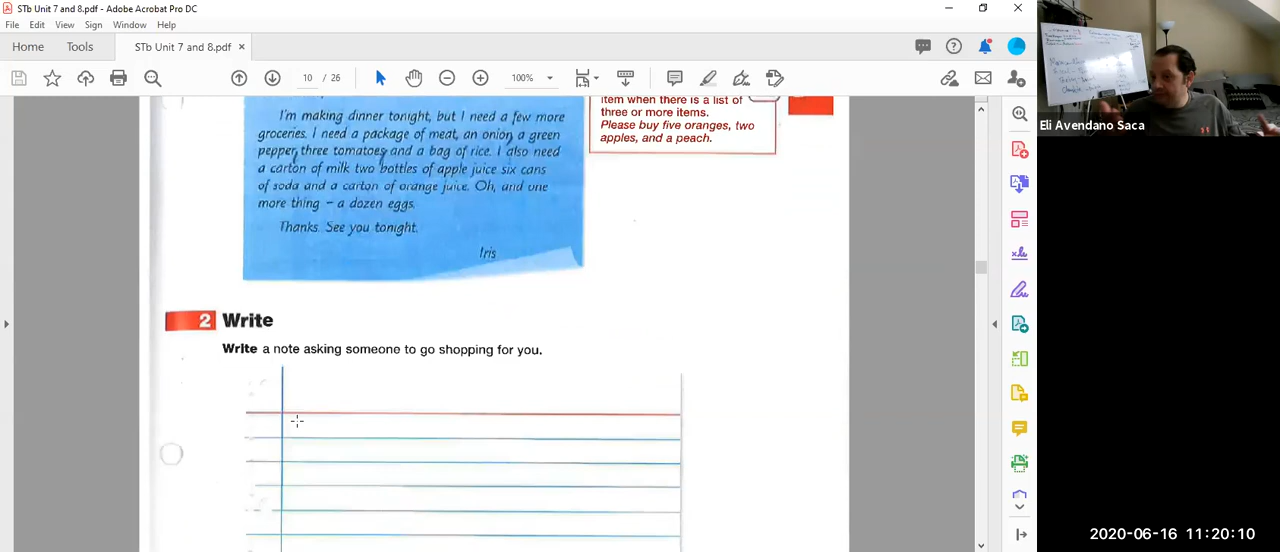 STb Unit 7 and 8.pdf - Adobe Acrobat Pro DC
File Edit View Sign Window Help
Home Tools STb Unit 7 and 8.pdf ×
10 / 26 100%
item when there is a list of
three or more items.
Please buy five oranges, two
apples, and a peach.
I'm making dinner tonight, but I need a few more
groceries. I need a package of meat, an onion, a green
pepper, three tomatoes and a bag of rice. I also need
a carton of milk two bottles of apple juice six cans
of soda and a carton of orange juice. Oh, and one
more thing – a dozen eggs.
Thanks. See you tonight.
Iris
2 Write
Write a note asking someone to go shopping for you.
Eli Avendano Saca
2020-06-16 11:20:10